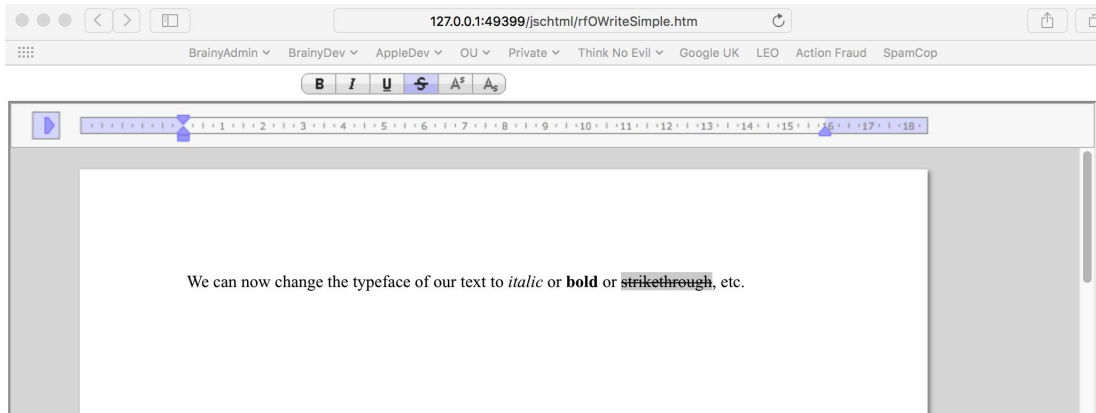 127.0.0.1:49399/jschtml/rfOWriteSimple.htm
BrainyAdmin BrainyDev AppleDev OU Private Think No Evil Google UK LEO Action Fraud SpamCop
B I U S As As
1 2 3 4 5 6 7 8 9 10 11 12 13 14 15 16 17 18
We can now change the typeface of our text to italic or bold or strikethrough, etc.